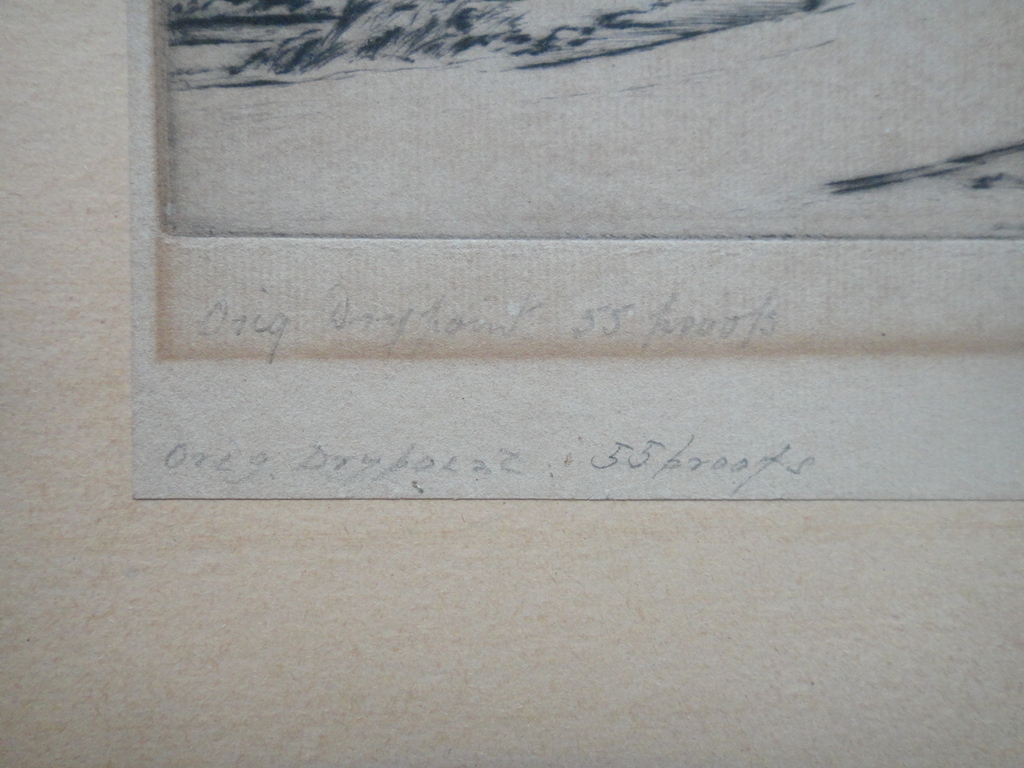 Orig Drypoint 55 proofs
Orig. Drypoint . 55 proofs